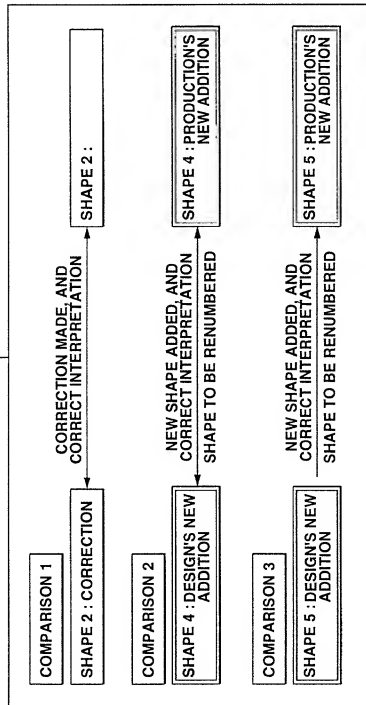 COMPARISON 1
SHAPE 2 : CORRECTION
CORRECTION MADE, AND
CORRECT INTERPRETATION
SHAPE 2 :
COMPARISON 2
SHAPE 4 : DESIGN'S NEW
ADDITION
NEW SHAPE ADDED, AND
CORRECT INTERPRETATION
SHAPE TO BE RENUMBERED
SHAPE 4 : PRODUCTION'S
NEW ADDITION
COMPARISON 3
SHAPE 5 : DESIGN'S NEW
ADDITION
NEW SHAPE ADDED, AND
CORRECT INTERPRETATION
SHAPE TO BE RENUMBERED
SHAPE 5 : PRODUCTION'S
NEW ADDITION